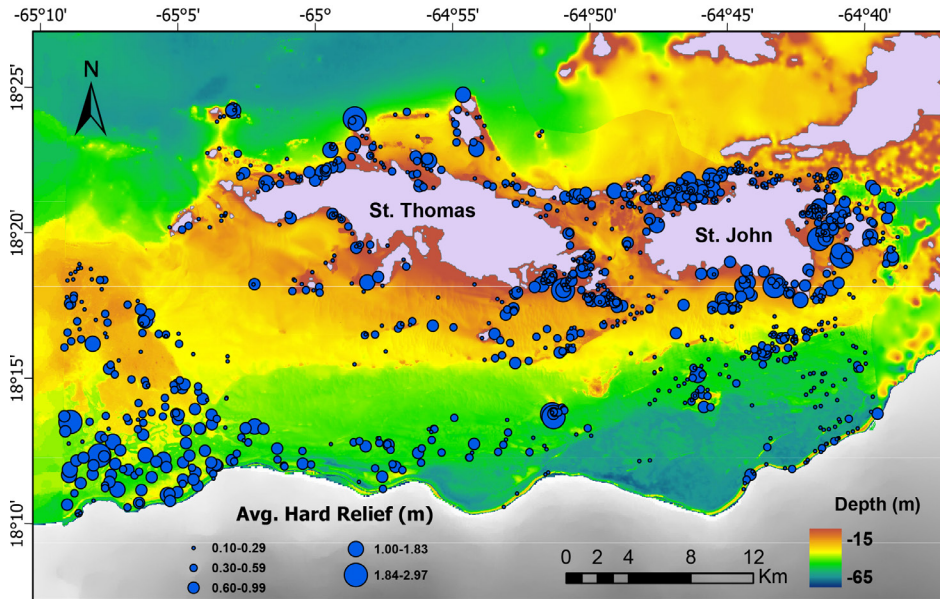 -65°10' -65°5' -65° -64°55' -64°50' -64°45' -64°40'
18°25'
N
18°20'
St. Thomas
St. John
18°15'
18°10'
Avg. Hard Relief (m)
0.10-0.29
0.30-0.59
0.60-0.99
1.00-1.83
1.84-2.97
0 1 2 4 8 12
Km
Depth (m)
-15
-65